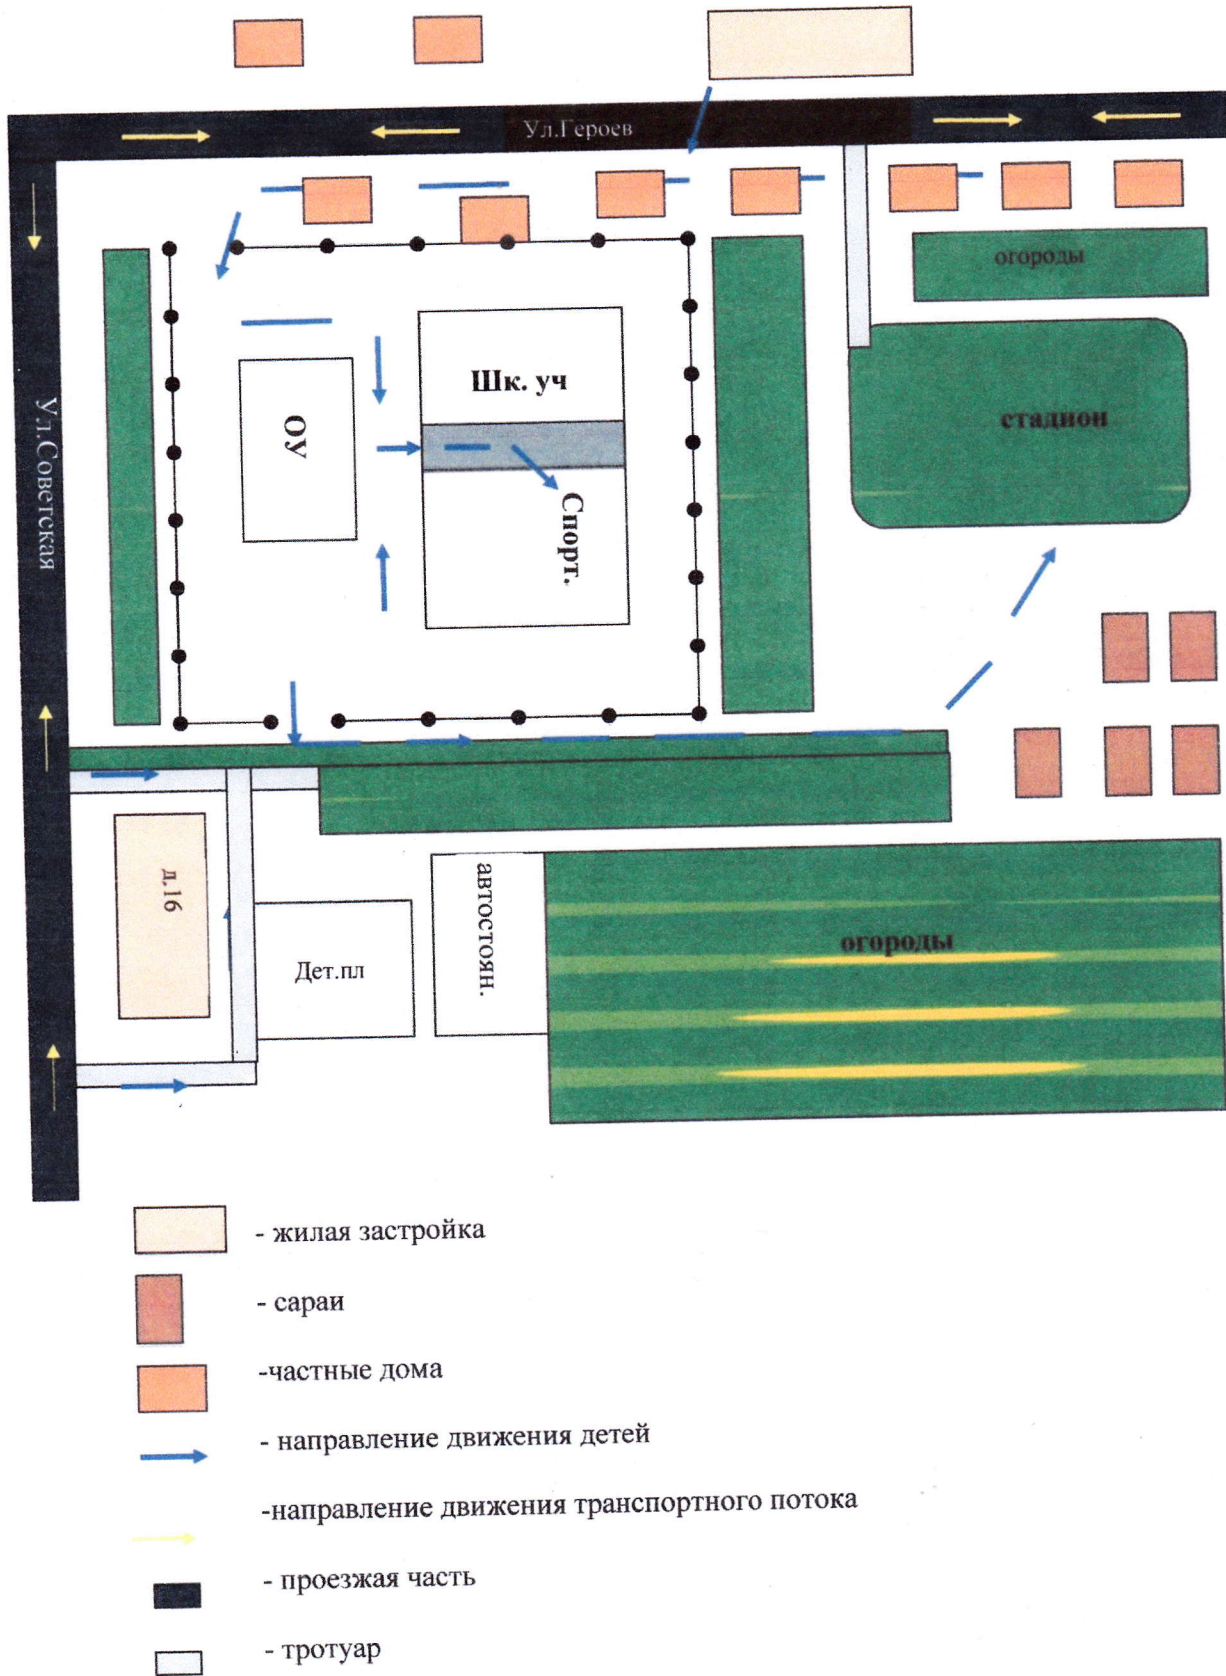 Ул.Героев
огороды
Шк. уч
стадион
ОУ
Ул.Советская
Спорт.
д.16
автостоян.
огороды
Дет.пл
- жилая застройка
- сараи
-частные дома
- направление движения детей
-направление движения транспортного потока
- проезжая часть
- тротуар